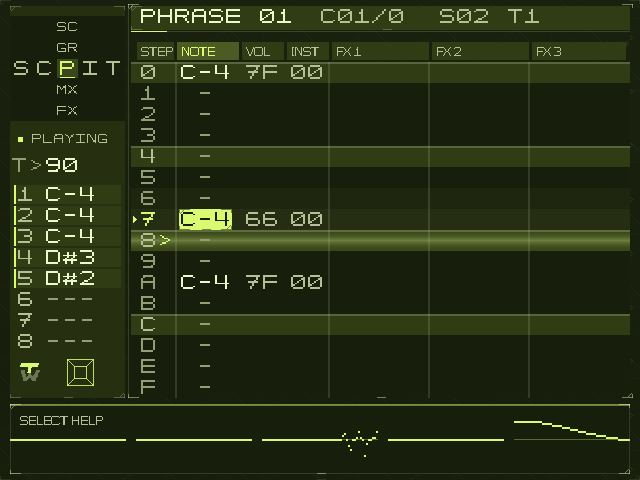 PHRASE 01 C01/0 S02 T1
SC
GR
S C P I T
MX
FX
PLAYING
T>90
1 C-4
2 C-4
3 C-4
4 D#3
5 D#2
6 ---
7 ---
8 ---
TW
STEP NOTE VOL INST FX1 FX2 FX3
0 C-4 7F 00
1 -
2 -
3 -
4 -
5 -
6 -
7 C-4 66 00
8> -
9 -
A C-4 7F 00
B -
C -
D -
E -
F -
SELECT HELP